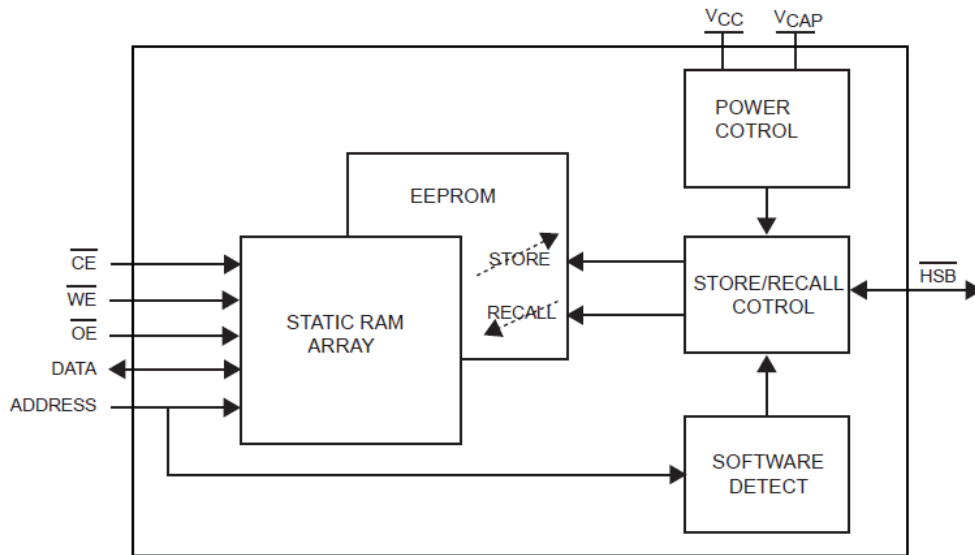 VCC
VCAP
POWER
COTROL
EEPROM
STORE
RECALL
STATIC RAM
ARRAY
STORE/RECALL
COTROL
HSB
CE
WE
OE
DATA
ADDRESS
SOFTWARE
DETECT